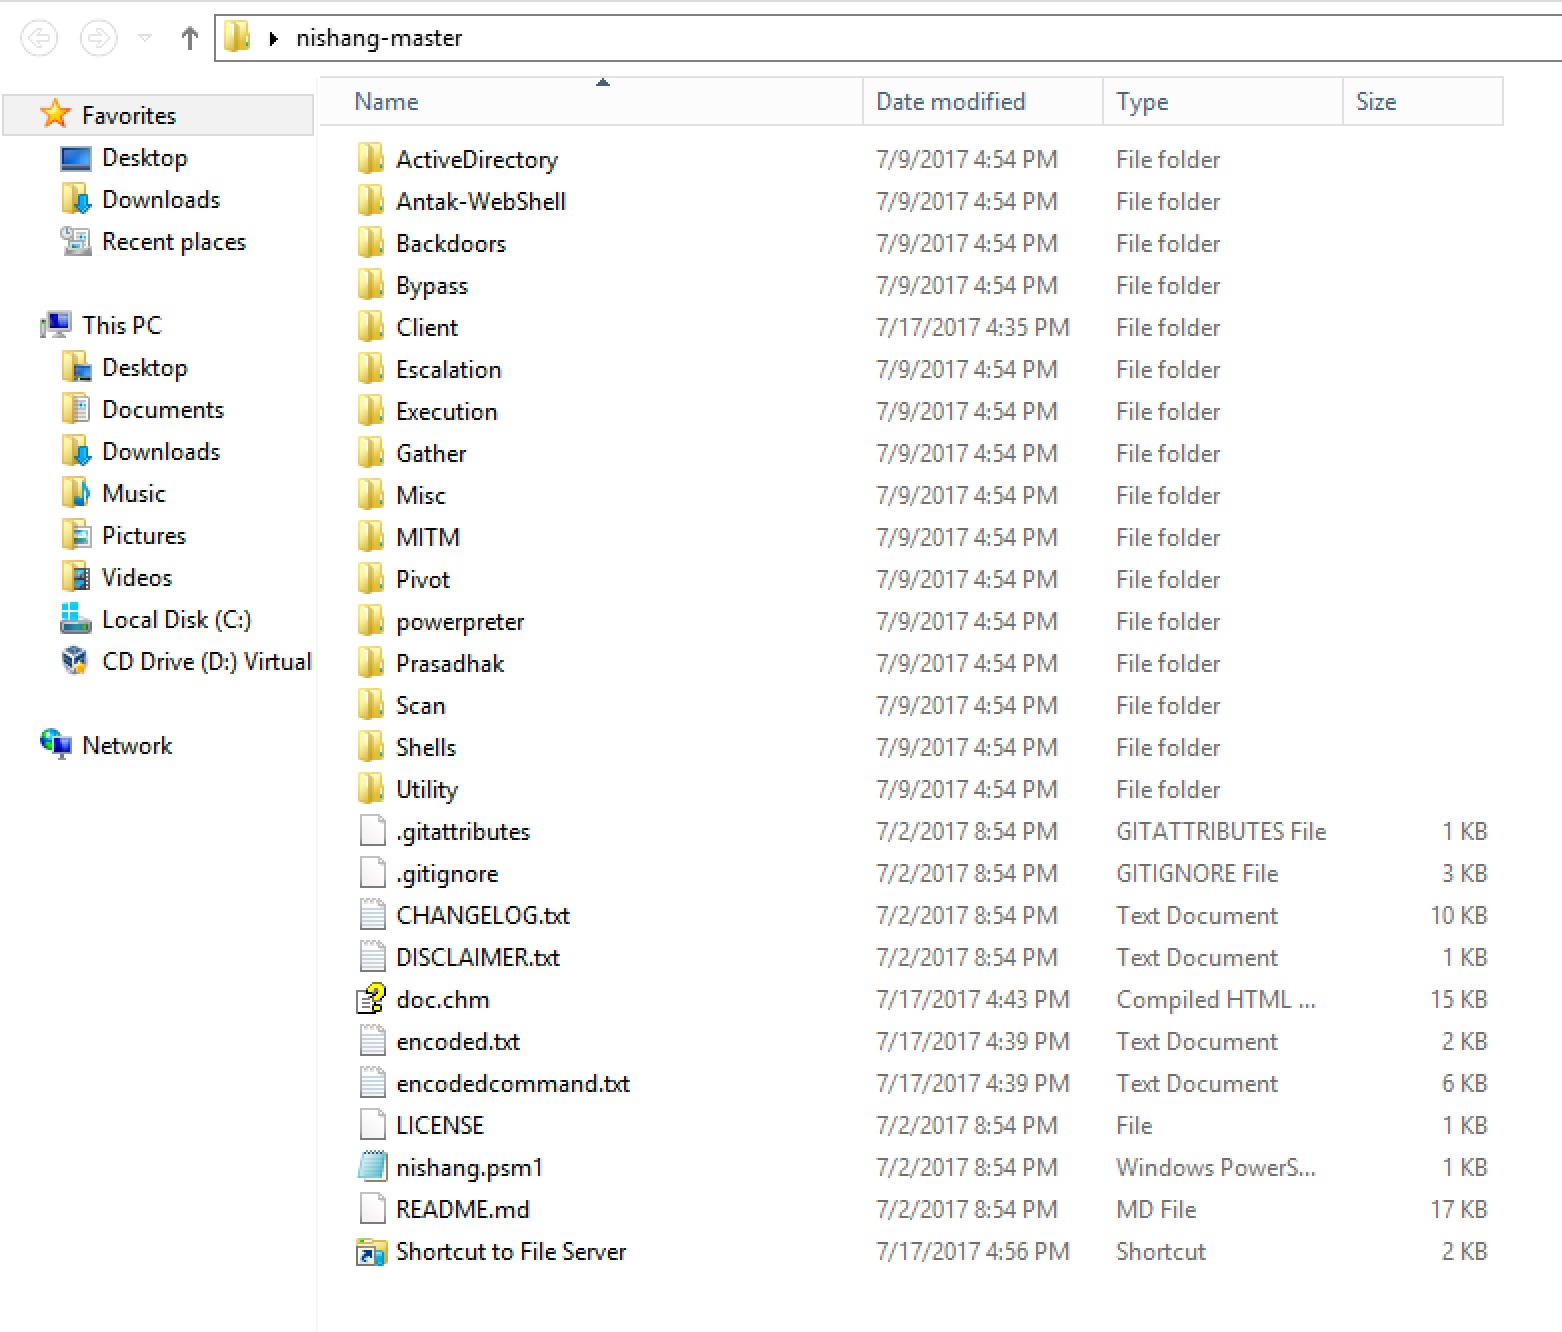 nishang-master
Favorites
Desktop
Downloads
Recent places
This PC
Desktop
Documents
Downloads
Music
Pictures
Videos
Local Disk (C:)
CD Drive (D:) Virtual
Network
Name Date modified Type Size
ActiveDirectory 7/9/2017 4:54 PM File folder
Antak-WebShell 7/9/2017 4:54 PM File folder
Backdoors 7/9/2017 4:54 PM File folder
Bypass 7/9/2017 4:54 PM File folder
Client 7/17/2017 4:35 PM File folder
Escalation 7/9/2017 4:54 PM File folder
Execution 7/9/2017 4:54 PM File folder
Gather 7/9/2017 4:54 PM File folder
Misc 7/9/2017 4:54 PM File folder
MITM 7/9/2017 4:54 PM File folder
Pivot 7/9/2017 4:54 PM File folder
powerpreter 7/9/2017 4:54 PM File folder
Prasadhak 7/9/2017 4:54 PM File folder
Scan 7/9/2017 4:54 PM File folder
Shells 7/9/2017 4:54 PM File folder
Utility 7/9/2017 4:54 PM File folder
.gitattributes 7/2/2017 8:54 PM GITATTRIBUTES File 1 KB
.gitignore 7/2/2017 8:54 PM GITIGNORE File 3 KB
CHANGELOG.txt 7/2/2017 8:54 PM Text Document 10 KB
DISCLAIMER.txt 7/2/2017 8:54 PM Text Document 1 KB
doc.chm 7/17/2017 4:43 PM Compiled HTML ... 15 KB
encoded.txt 7/17/2017 4:39 PM Text Document 2 KB
encodedcommand.txt 7/17/2017 4:39 PM Text Document 6 KB
LICENSE 7/2/2017 8:54 PM File 1 KB
nishang.psm1 7/2/2017 8:54 PM Windows PowerS... 1 KB
README.md 7/2/2017 8:54 PM MD File 17 KB
Shortcut to File Server 7/17/2017 4:56 PM Shortcut 2 KB